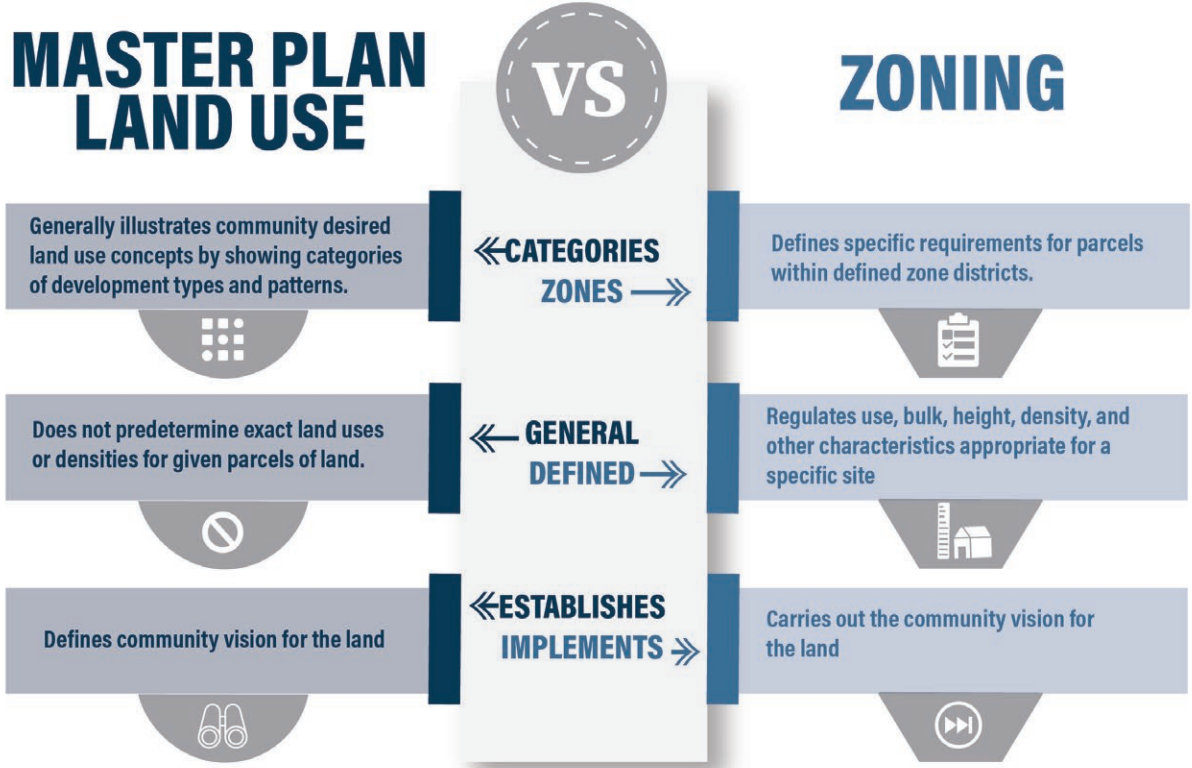 MASTER PLAN
LAND USE
VS
ZONING
Generally illustrates community desired
land use concepts by showing categories
of development types and patterns.
CATEGORIES
ZONES
Defines specific requirements for parcels
within defined zone districts.
Does not predetermine exact land uses
or densities for given parcels of land.
GENERAL
DEFINED
Regulates use, bulk, height, density, and
other characteristics appropriate for a
specific site
Defines community vision for the land
ESTABLISHES
IMPLEMENTS
Carries out the community vision for
the land